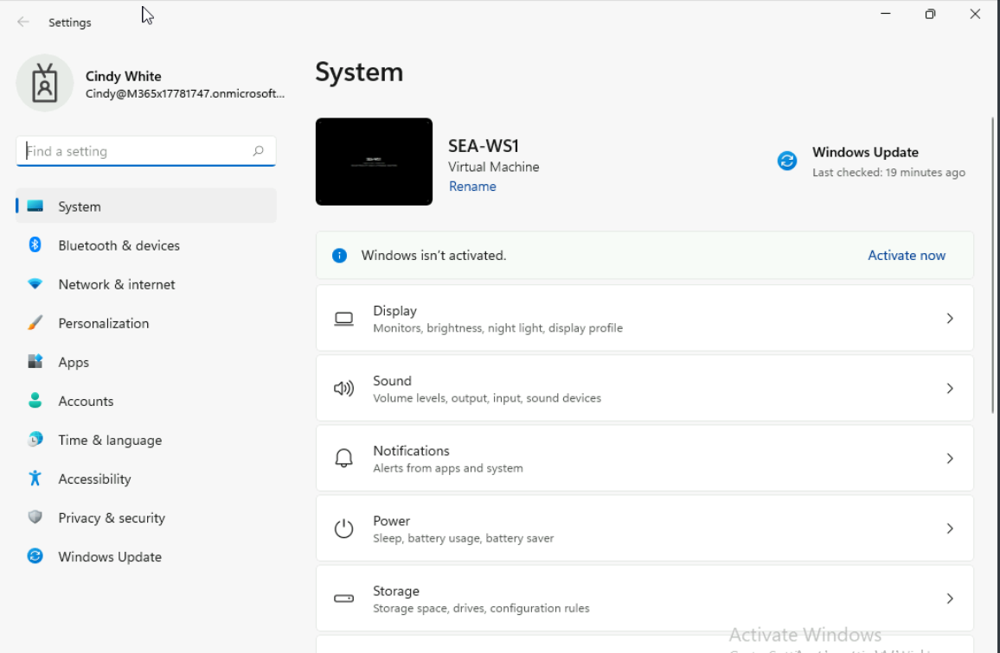 Settings
Cindy White
Cindy@M365x17781747.onmicrosoft...
Find a setting
System
Bluetooth & devices
Network & internet
Personalization
Apps
Accounts
Time & language
Accessibility
Privacy & security
Windows Update
System
SEA-WS1
Virtual Machine
Rename
Windows Update
Last checked: 19 minutes ago
Windows isn't activated.
Activate now
Display
Monitors, brightness, night light, display profile
Sound
Volume levels, output, input, sound devices
Notifications
Alerts from apps and system
Power
Sleep, battery usage, battery saver
Storage
Storage space, drives, configuration rules
Activate Windows